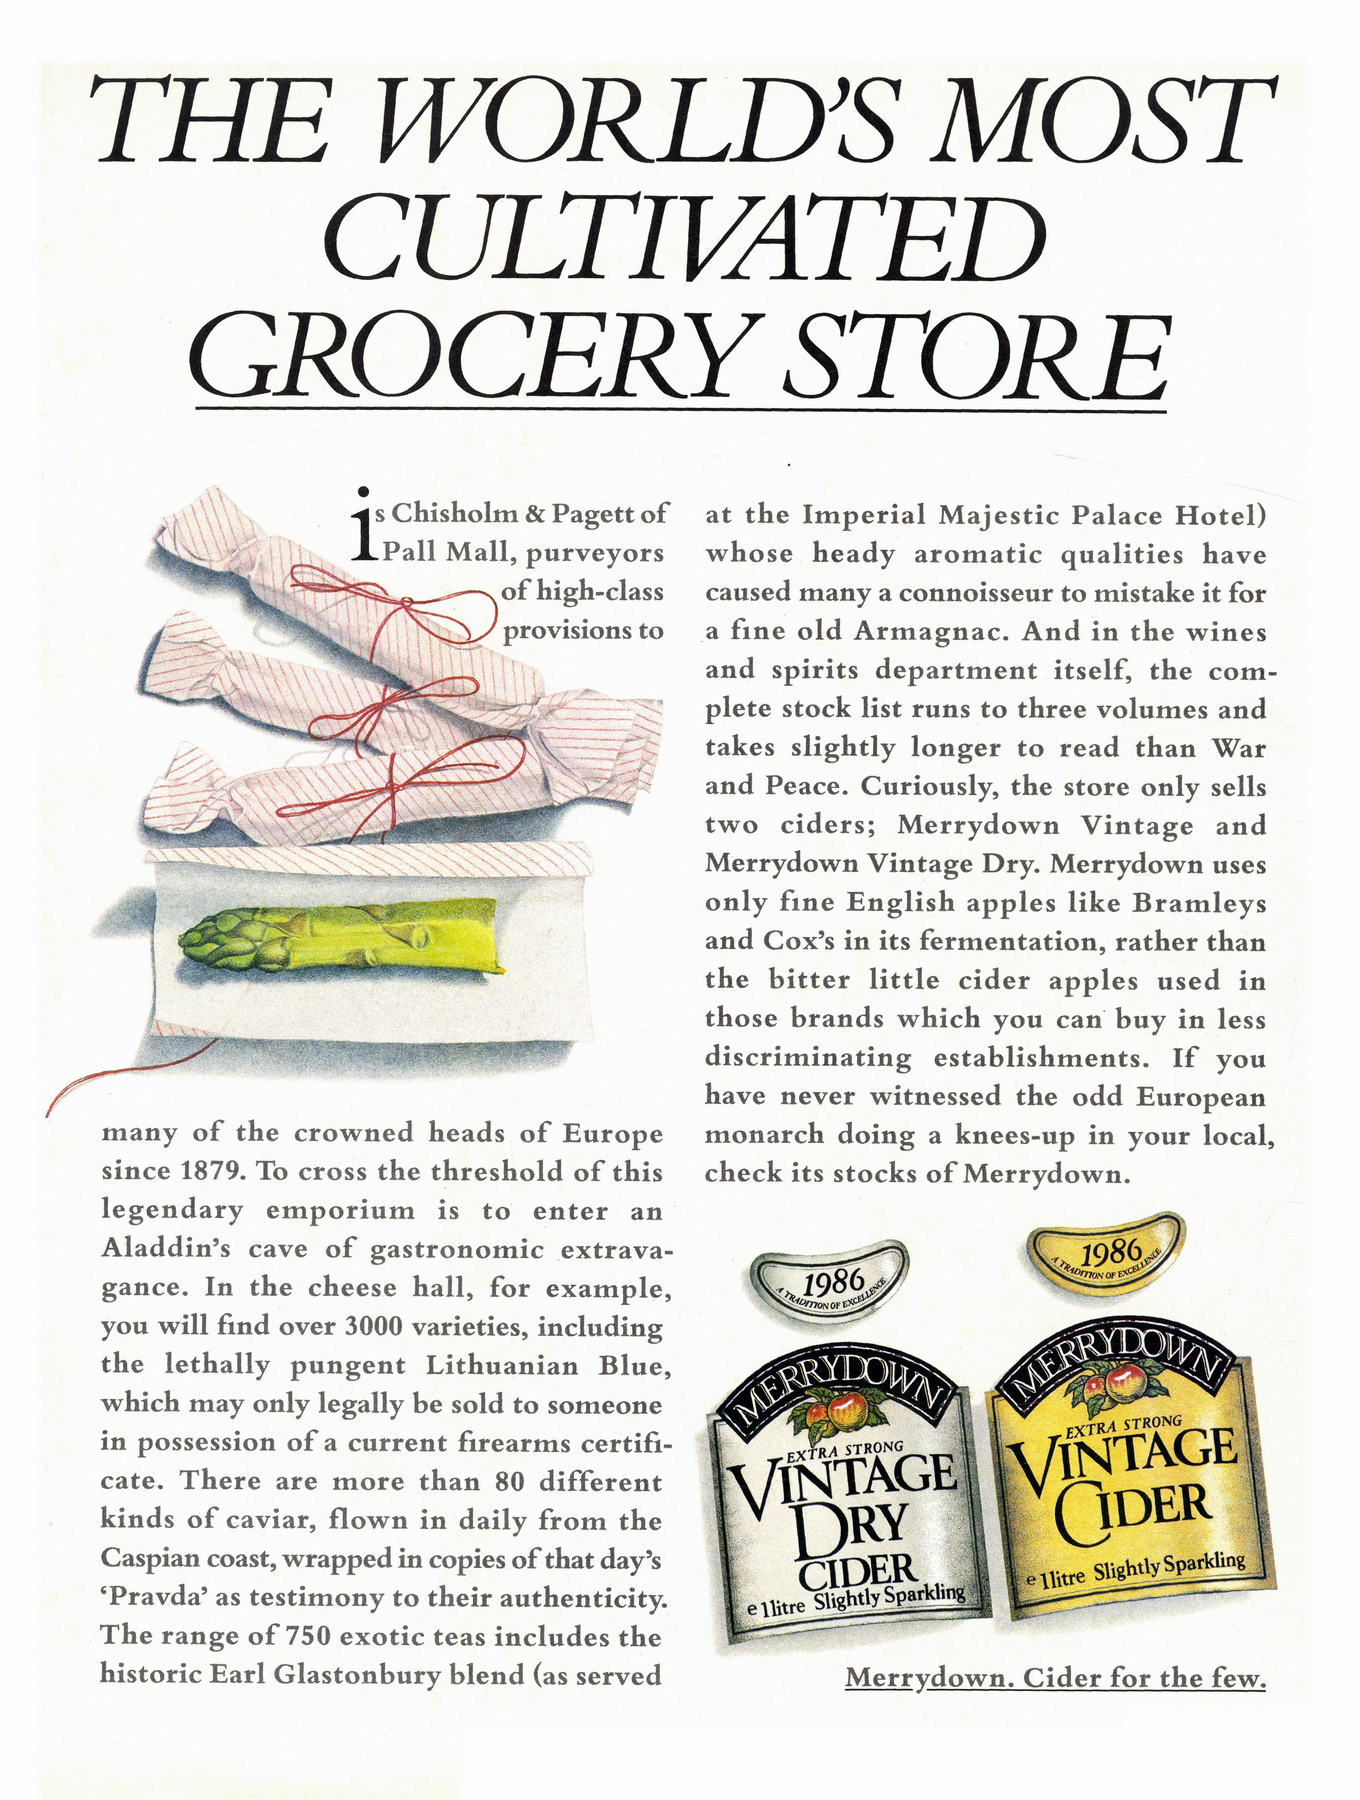 THE WORLD'S MOST
CULTIVATED
GROCERY STORE
is Chisholm & Pagett of
Pall Mall, purveyors
of high-class
provisions to
many of the crowned heads of Europe
since 1879. To cross the threshold of this
legendary emporium is to enter an
Aladdin's cave of gastronomic extrava-
gance. In the cheese hall, for example,
you will find over 3000 varieties, including
the lethally pungent Lithuanian Blue,
which may only legally be sold to someone
in possession of a current firearms certifi-
cate. There are more than 80 different
kinds of caviar, flown in daily from the
Caspian coast, wrapped in copies of that day's
'Pravda' as testimony to their authenticity.
The range of 750 exotic teas includes the
historic Earl Glastonbury blend (as served
at the Imperial Majestic Palace Hotel)
whose heady aromatic qualities have
caused many a connoisseur to mistake it for
a fine old Armagnac. And in the wines
and spirits department itself, the com-
plete stock list runs to three volumes and
takes slightly longer to read than War
and Peace. Curiously, the store only sells
two ciders; Merrydown Vintage and
Merrydown Vintage Dry. Merrydown uses
only fine English apples like Bramleys
and Cox's in its fermentation, rather than
the bitter little cider apples used in
those brands which you can buy in less
discriminating establishments. If you
have never witnessed the odd European
monarch doing a knees-up in your local,
check its stocks of Merrydown.
1986
A TRADITION OF EXCELLENCE
MERRYDOWN
EXTRA STRONG
VINTAGE
DRY
CIDER
e 1 litre Slightly Sparkling
1986
A TRADITION OF EXCELLENCE
MERRYDOWN
EXTRA STRONG
VINTAGE
CIDER
e 1 litre Slightly Sparkling
Merrydown. Cider for the few.